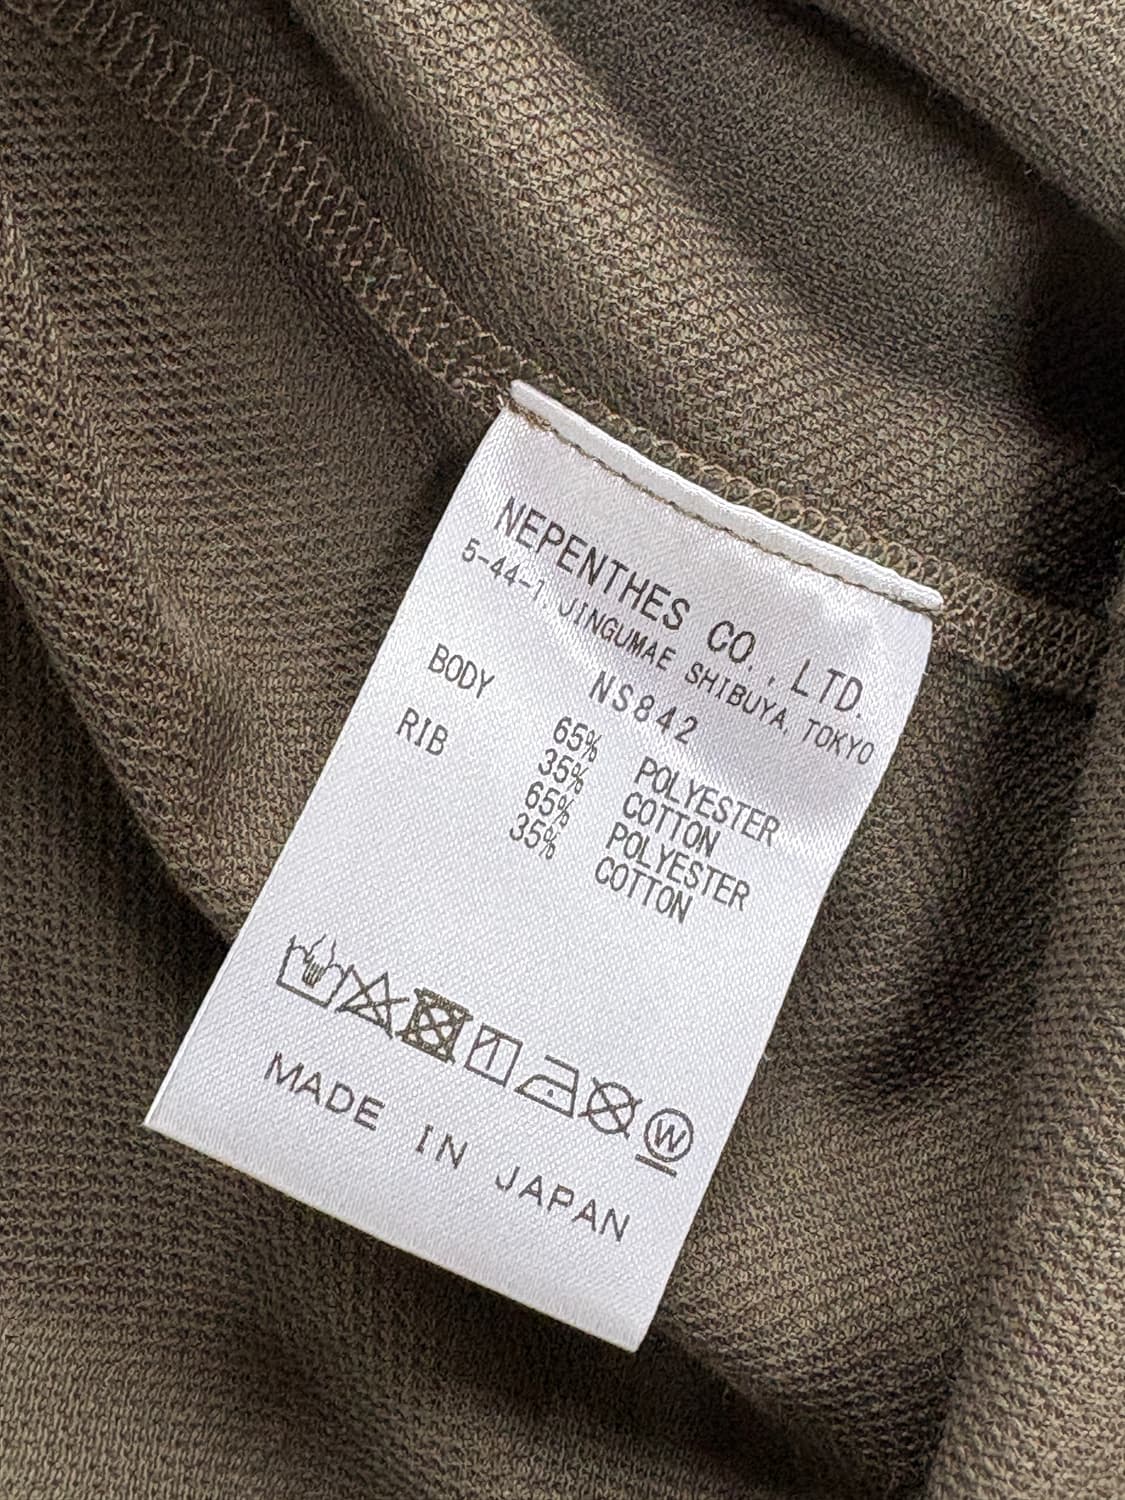 NEPENTHES CO., LTD.
5-44-1, JINGUMAE SHIBUYA, TOKYO
NS842
BODY 65% POLYESTER
35% COTTON
RIB 65% POLYESTER
35% COTTON
W
MADE IN JAPAN